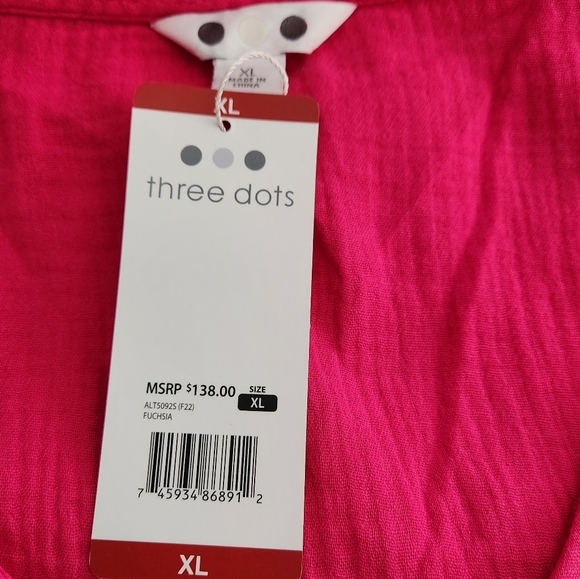 XL
MADE IN
CHINA
XL
three dots
MSRP $138.00
SIZE
XL
ALT5092S (F22)
FUCHSIA
7 45934 86891 2
XL